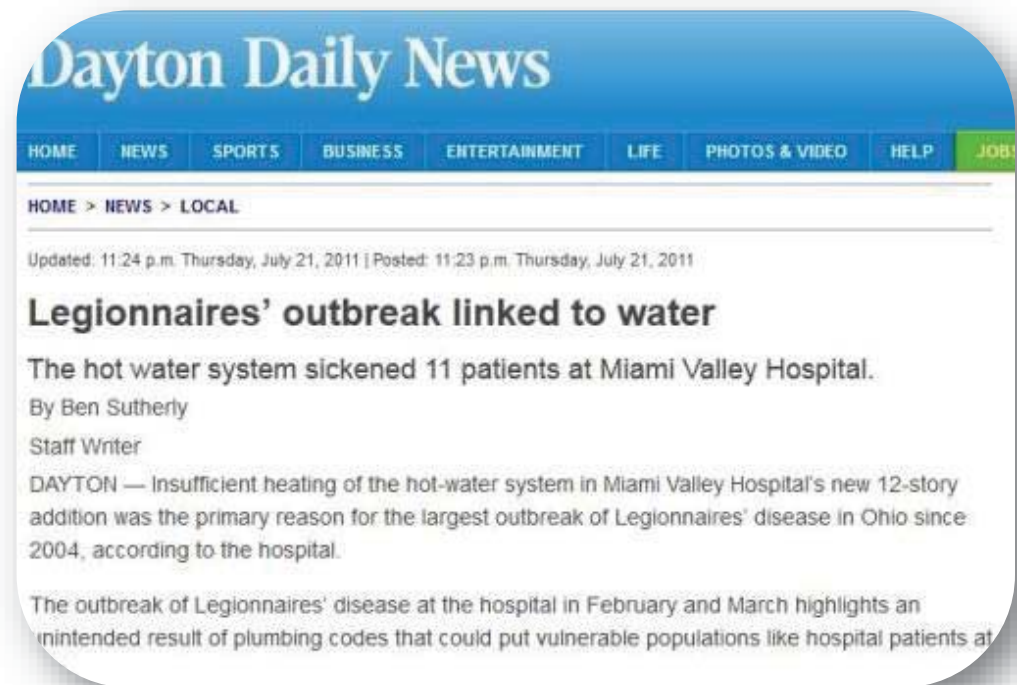 Dayton Daily News
HOME NEWS SPORTS BUSINESS ENTERTAINMENT LIFE PHOTOS & VIDEO HELP JOBS
HOME > NEWS > LOCAL
Updated: 11:24 p.m. Thursday, July 21, 2011 | Posted: 11:23 p.m. Thursday, July 21, 2011
Legionnaires' outbreak linked to water
The hot water system sickened 11 patients at Miami Valley Hospital.
By Ben Sutherly
Staff Writer
DAYTON — Insufficient heating of the hot-water system in Miami Valley Hospital's new 12-story
addition was the primary reason for the largest outbreak of Legionnaires' disease in Ohio since
2004, according to the hospital.
The outbreak of Legionnaires' disease at the hospital in February and March highlights an
unintended result of plumbing codes that could put vulnerable populations like hospital patients at